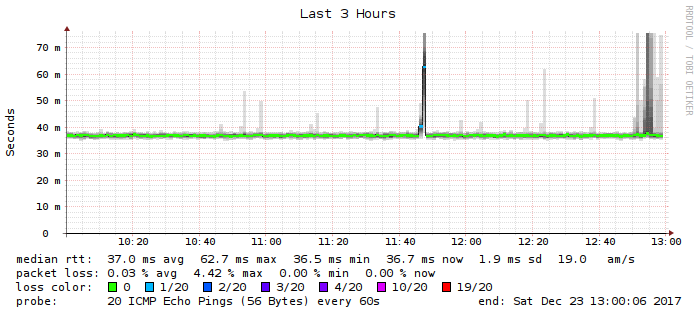 Last 3 Hours
RRDTOOL / TOBI OETIKER
Seconds
70 m
60 m
50 m
40 m
30 m
20 m
10 m
0
10:20 10:40 11:00 11:20 11:40 12:00 12:20 12:40 13:00
median rtt: 37.0 ms avg 62.7 ms max 36.5 ms min 36.7 ms now 1.9 ms sd 19.0 am/s
packet loss: 0.03 % avg 4.42 % max 0.00 % min 0.00 % now
loss color: 0 1/20 2/20 3/20 4/20 10/20 19/20
probe: 20 ICMP Echo Pings (56 Bytes) every 60s end: Sat Dec 23 13:00:06 2017